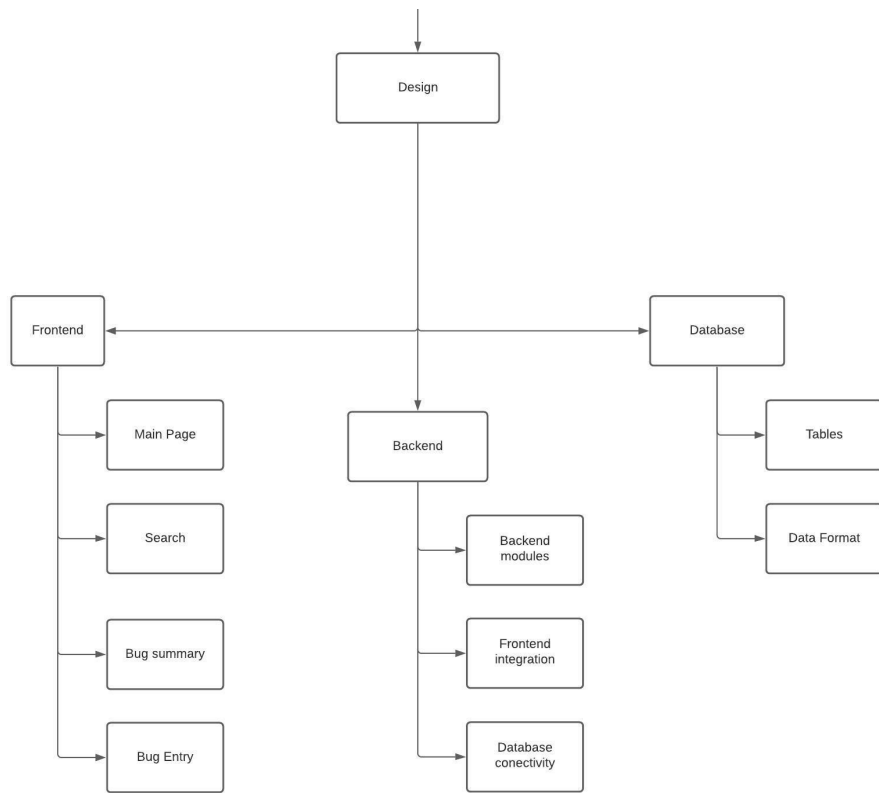 Design
Frontend
Database
Main Page
Backend
Tables
Search
Backend
modules
Data Format
Bug summary
Frontend
integration
Bug Entry
Database
conectivity